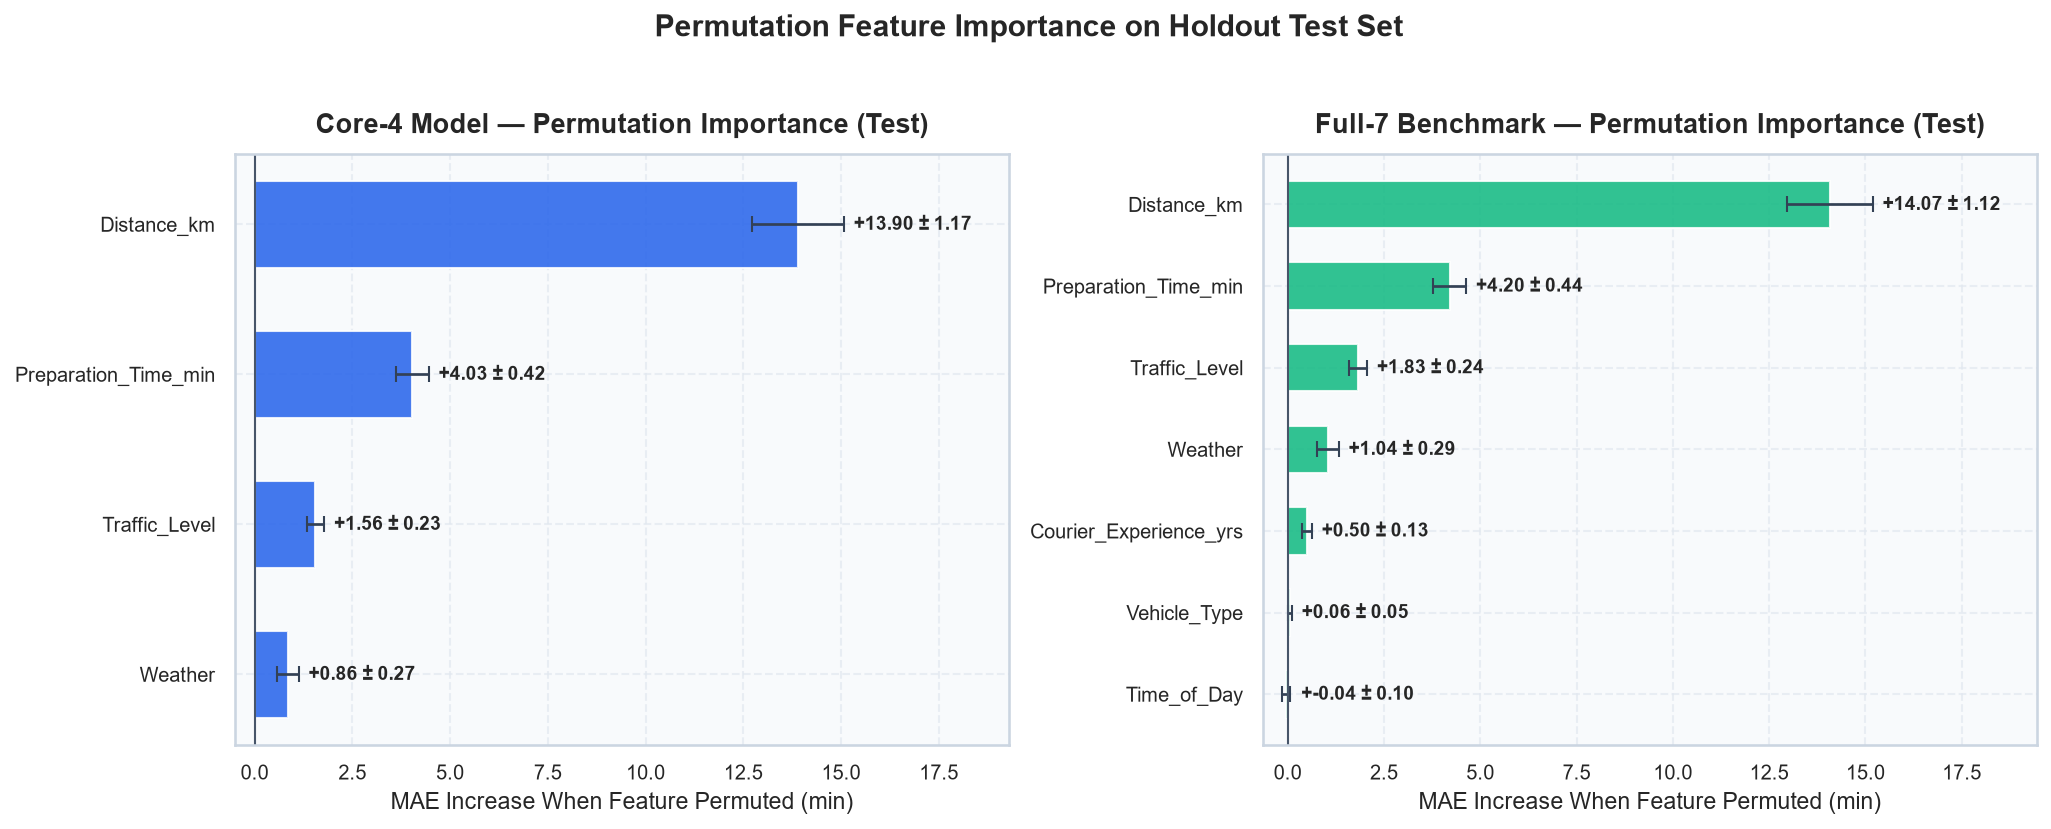 Permutation Feature Importance on Holdout Test Set
Core-4 Model — Permutation Importance (Test)
Distance_km
+13.90 ± 1.17
Preparation_Time_min
+4.03 ± 0.42
Traffic_Level
+1.56 ± 0.23
Weather
+0.86 ± 0.27
0.0 2.5 5.0 7.5 10.0 12.5 15.0 17.5
MAE Increase When Feature Permuted (min)
Full-7 Benchmark — Permutation Importance (Test)
Distance_km
+14.07 ± 1.12
Preparation_Time_min
+4.20 ± 0.44
Traffic_Level
+1.83 ± 0.24
Weather
+1.04 ± 0.29
Courier_Experience_yrs
+0.50 ± 0.13
Vehicle_Type
+0.06 ± 0.05
Time_of_Day
+-0.04 ± 0.10
0.0 2.5 5.0 7.5 10.0 12.5 15.0 17.5
MAE Increase When Feature Permuted (min)